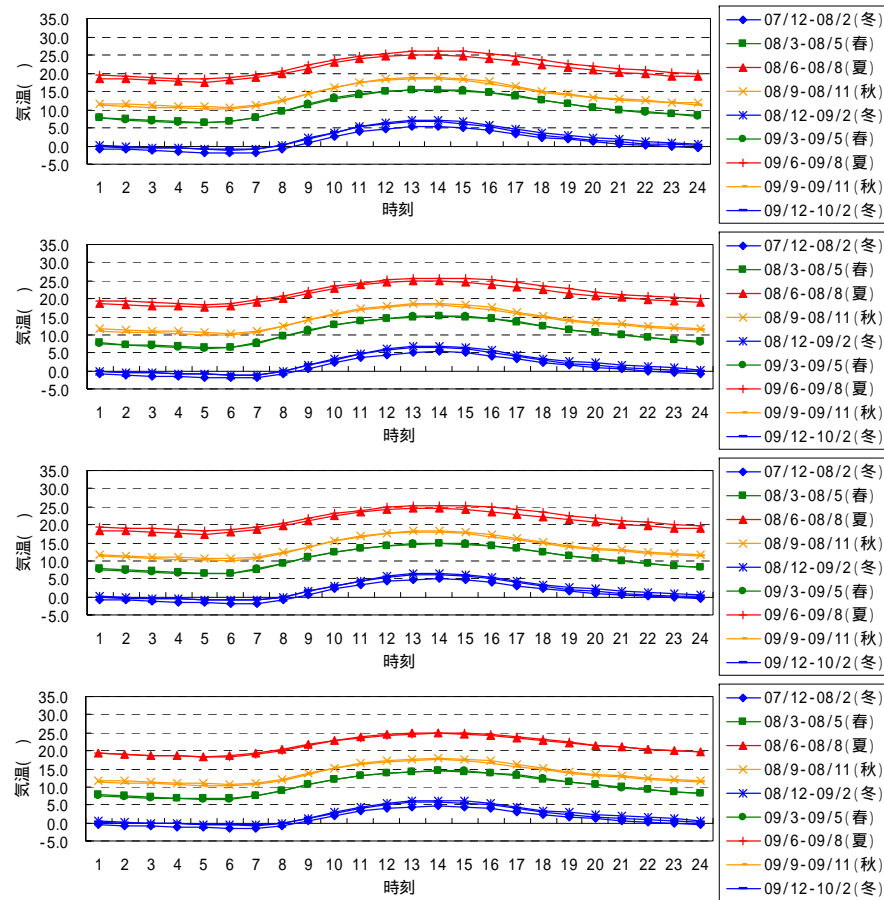 35.0
30.0
25.0
20.0
15.0
10.0
5.0
0.0
-5.0
気温( )
1 2 3 4 5 6 7 8 9 10 11 12 13 14 15 16 17 18 19 20 21 22 23 24
時刻
07/12-08/2(冬)
08/3-08/5(春)
08/6-08/8(夏)
08/9-08/11(秋)
08/12-09/2(冬)
09/3-09/5(春)
09/6-09/8(夏)
09/9-09/11(秋)
09/12-10/2(冬)
35.0
30.0
25.0
20.0
15.0
10.0
5.0
0.0
-5.0
気温( )
1 2 3 4 5 6 7 8 9 10 11 12 13 14 15 16 17 18 19 20 21 22 23 24
時刻
07/12-08/2(冬)
08/3-08/5(春)
08/6-08/8(夏)
08/9-08/11(秋)
08/12-09/2(冬)
09/3-09/5(春)
09/6-09/8(夏)
09/9-09/11(秋)
09/12-10/2(冬)
35.0
30.0
25.0
20.0
15.0
10.0
5.0
0.0
-5.0
気温( )
1 2 3 4 5 6 7 8 9 10 11 12 13 14 15 16 17 18 19 20 21 22 23 24
時刻
07/12-08/2(冬)
08/3-08/5(春)
08/6-08/8(夏)
08/9-08/11(秋)
08/12-09/2(冬)
09/3-09/5(春)
09/6-09/8(夏)
09/9-09/11(秋)
09/12-10/2(冬)
35.0
30.0
25.0
20.0
15.0
10.0
5.0
0.0
-5.0
気温( )
1 2 3 4 5 6 7 8 9 10 11 12 13 14 15 16 17 18 19 20 21 22 23 24
時刻
07/12-08/2(冬)
08/3-08/5(春)
08/6-08/8(夏)
08/9-08/11(秋)
08/12-09/2(冬)
09/3-09/5(春)
09/6-09/8(夏)
09/9-09/11(秋)
09/12-10/2(冬)